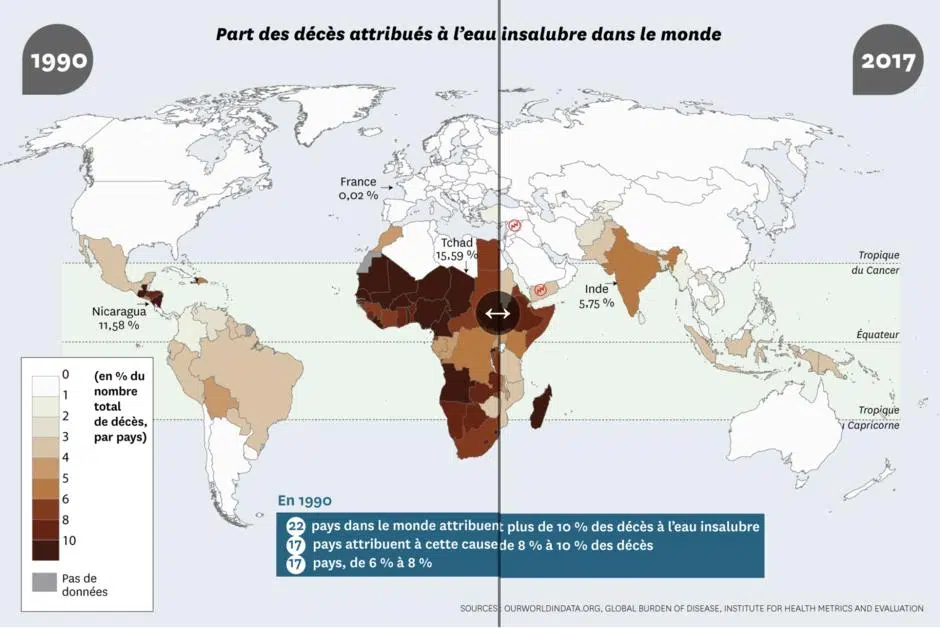 Part des décès attribués à l'eau insalubre dans le monde
1990
2017
France
0,02 %
Tchad
15,59 %
Tropique
du Cancer
Inde
5,75 %
Nicaragua
11,58 %
Équateur
0
1
2
3
4
5
6
8
10
(en % du
nombre
total
de décès,
par pays)
Pas de
données
Tropique
Capricorne
En 1990
22 pays dans le monde attribuent plus de 10 % des décès à l'eau insalubre
17 pays attribuent à cette cause de 8 % à 10 % des décès
17 pays, de 6 % à 8 %
SOURCES: OURWORLDINDATA.ORG, GLOBAL BURDEN OF DISEASE, INSTITUTE FOR HEALTH METRICS AND EVALUATION